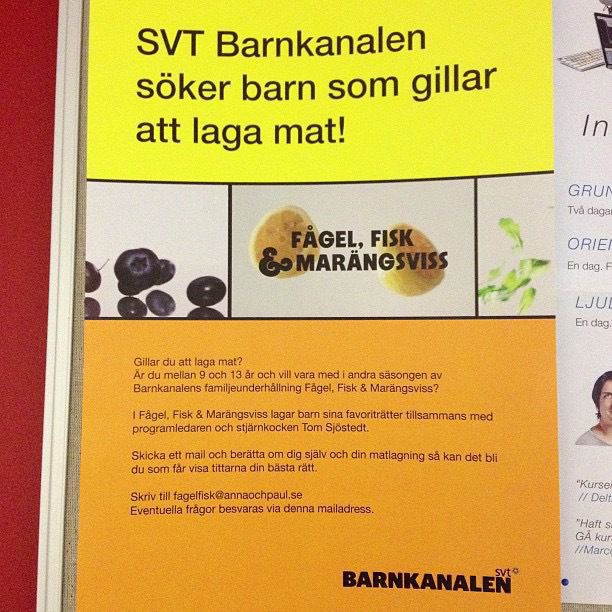 SVT Barnkanalen
söker barn som gillar
att laga mat!
FÅGEL, FISK
& MARÄNGSVISS
Gillar du att laga mat?
Är du mellan 9 och 13 år och vill vara med i andra säsongen av
Barnkanalens familjeunderhållning Fågel, Fisk & Marängsviss?
I Fågel, Fisk & Marängsviss lagar barn sina favoriträtter tillsammans med
programledaren och stjärnkocken Tom Sjöstedt.
Skicka ett mail och berätta om dig själv och din matlagning så kan det bli
du som får visa tittarna din bästa rätt.
Skriv till fagelfisk@annaochpaul.se
Eventuella frågor besvaras via denna mailadress.
svt
BARNKANALEN
In
GRUN
Två dagar
ORIEN
En dag. F
LJUD
En dag.
"Kursen
// Delt
"Haft s
GÅ kur
//Marc